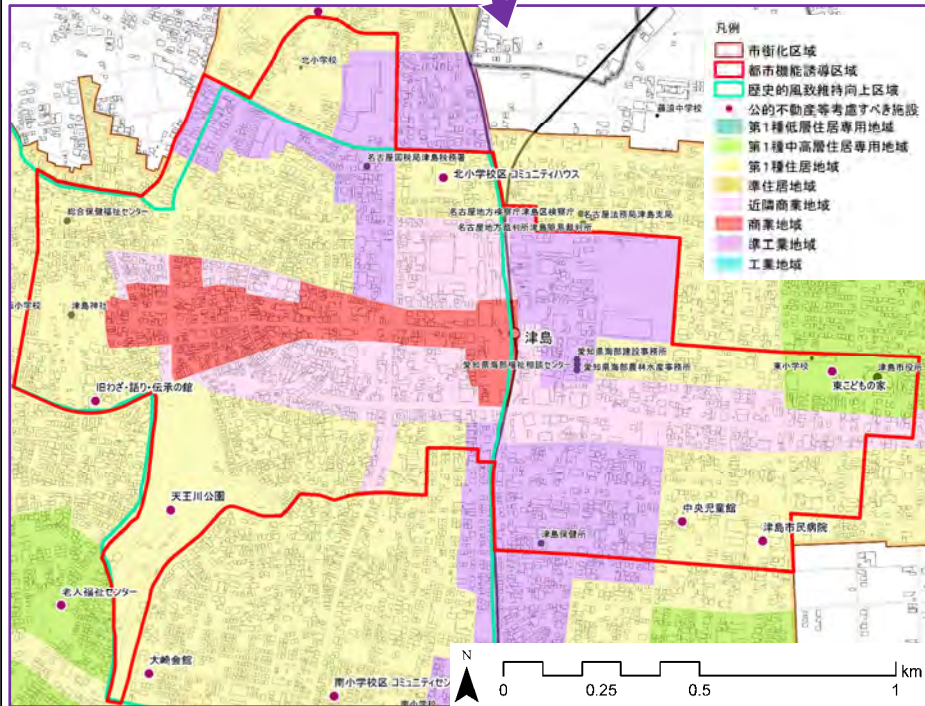 凡例
市街化区域
都市機能誘導区域
歴史的風致維持向上区域
公的不動産等考慮すべき施設
第1種低層住居専用地域
第1種中高層住居専用地域
第1種住居地域
準住居地域
近隣商業地域
商業地域
準工業地域
工業地域
北小学校
藤浪中学校
名古屋国税局津島税務署
北小学校区 コミュニティハウス
名古屋地方検察庁津島区検察庁
名古屋法務局津島支局
名古屋地方裁判所津島簡易裁判所
総合保健福祉センター
小学校
津島神社
津島
愛知県海部建設事務所
愛知県海部福祉相談センター
愛知県海部農林水産事務所
東小学校
津島市役所
東こどもの家
旧わざ・語り・伝承の館
天王川公園
中央児童館
津島市民病院
津島保健所
老人福祉センター
大崎会館
南小学校区 コミュニティセン
南小学校
N
0 0.25 0.5 1 km